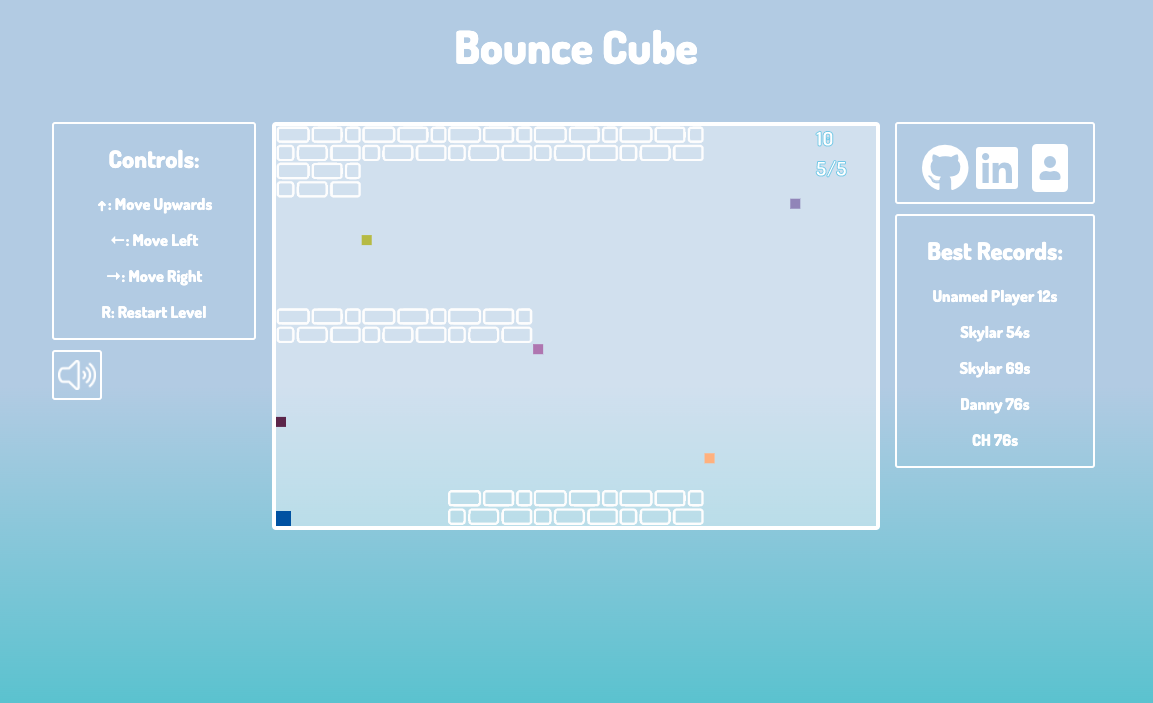 Bounce Cube
Controls:
↑: Move Upwards
←: Move Left
→: Move Right
R: Restart Level
10
5/5
in
Best Records:
Unamed Player 12s
Skylar 54s
Skylar 69s
Danny 76s
CH 76s